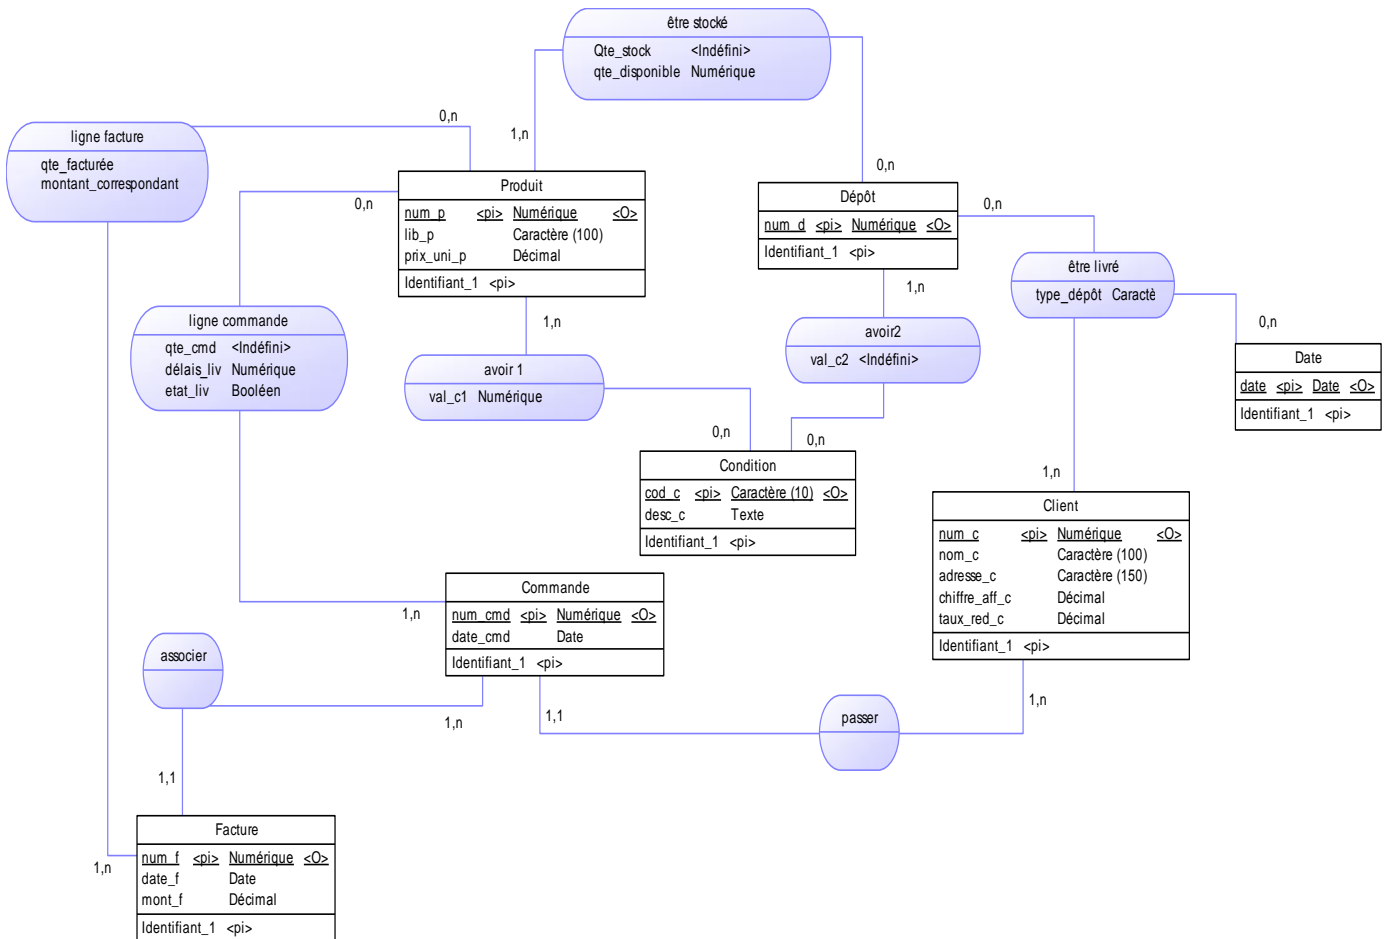 être stocké
Qte_stock <Indéfini>
qte_disponible Numérique
0,n
1,n
ligne facture
qte_facturée
montant_correspondant
0,n
Produit
num_p <pi> Numérique <O>
lib_p Caractère (100)
prix_uni_p Décimal
Identifiant_1 <pi>
0,n
Dépôt
num_d <pi> Numérique <O>
Identifiant_1 <pi>
0,n
être livré
type_dépôt Caractè
1,n
1,n
ligne commande
qte_cmd <Indéfini>
délais_liv Numérique
etat_liv Booléen
avoir 1
val_c1 Numérique
avoir2
val_c2 <Indéfini>
0,n
Date
date <pi> Date <O>
Identifiant_1 <pi>
0,n
0,n
Condition
cod_c <pi> Caractère (10) <O>
desc_c Texte
Identifiant_1 <pi>
1,n
Client
num_c <pi> Numérique <O>
nom_c Caractère (100)
adresse_c Caractère (150)
chiffre_aff_c Décimal
taux_red_c Décimal
Identifiant_1 <pi>
Commande
num_cmd <pi> Numérique <O>
date_cmd Date
Identifiant_1 <pi>
1,n
associer
1,n
1,1
passer
1,n
1,1
Facture
num_f <pi> Numérique <O>
date_f Date
mont_f Décimal
Identifiant_1 <pi>
1,n